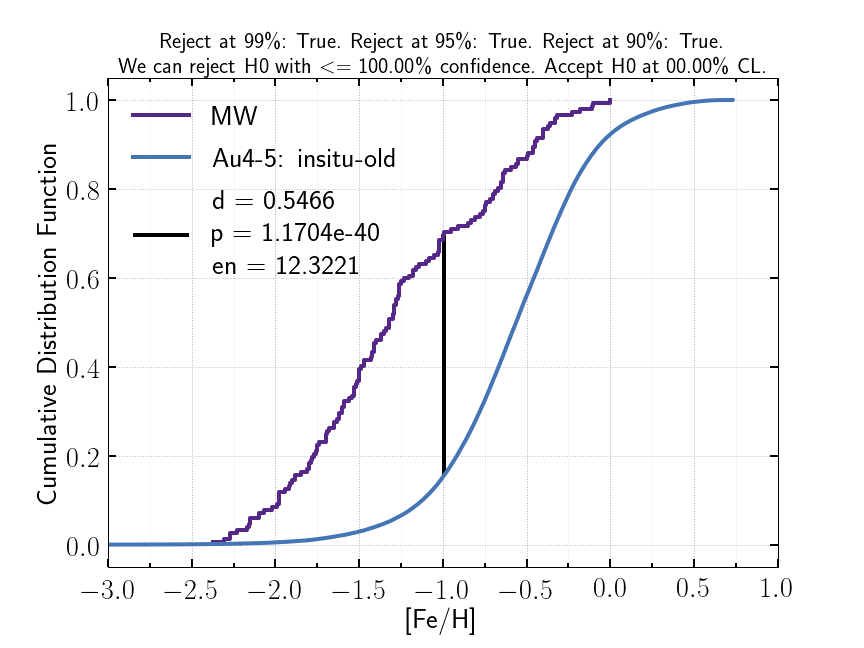 Reject at 99%: True. Reject at 95%: True. Reject at 90%: True.
We can reject H0 with <= 100.00% confidence. Accept H0 at 00.00% CL.
MW
Au4-5: insitu-old
d = 0.5466
p = 1.1704e-40
en = 12.3221
Cumulative Distribution Function
1.0
0.8
0.6
0.4
0.2
0.0
−3.0 −2.5 −2.0 −1.5 −1.0 −0.5 0.0 0.5 1.0
[Fe/H]